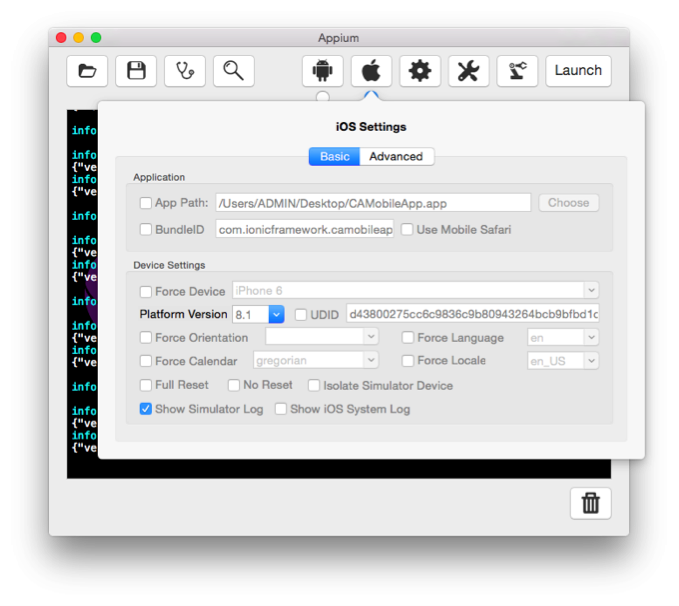 Appium
Launch
iOS Settings
Basic Advanced
Application
App Path: /Users/ADMIN/Desktop/CAMobileApp.app Choose
BundleID com.ionicframework.camobileap Use Mobile Safari
Device Settings
Force Device iPhone 6
Platform Version 8.1 UDID d43800275cc6c9836c9b80943264bcb9bfbd1c
Force Orientation Force Language en
Force Calendar gregorian Force Locale en_US
Full Reset No Reset Isolate Simulator Device
Show Simulator Log Show iOS System Log
info
info
{"ve
info
{"ve
info
info
{"ve
info
{"ve
info
info
{"ve
info
{"ve
info
info
{"ve
info
{"ve